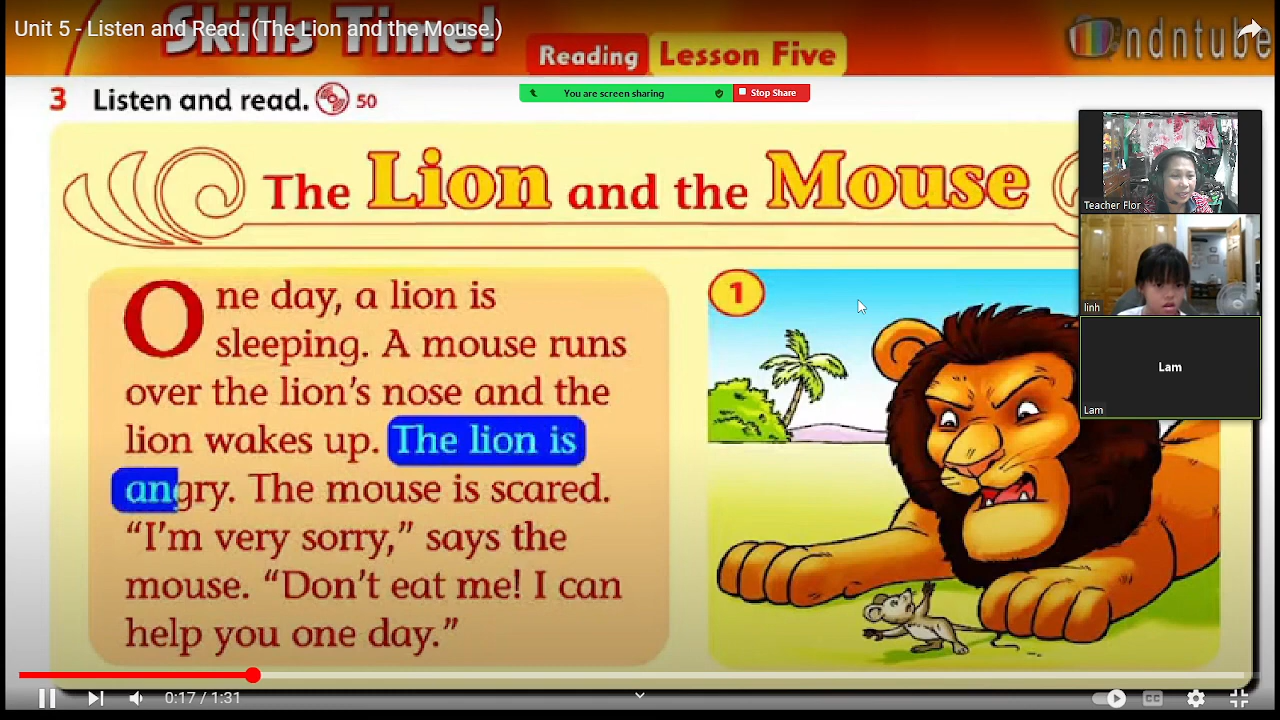 Unit 5 - Listen and Read. (The Lion and the Mouse.)
Skills Time!
ndntube
Reading Lesson Five
3 Listen and read. 50
You are screen sharing
Stop Share
The Lion and the Mouse
Teacher Flor
linh
Lam
Lam
1
One day, a lion is
sleeping. A mouse runs
over the lion's nose and the
lion wakes up. The lion is
angry. The mouse is scared.
“I'm very sorry,” says the
mouse. “Don't eat me! I can
help you one day.”
0:17 / 1:31
CC